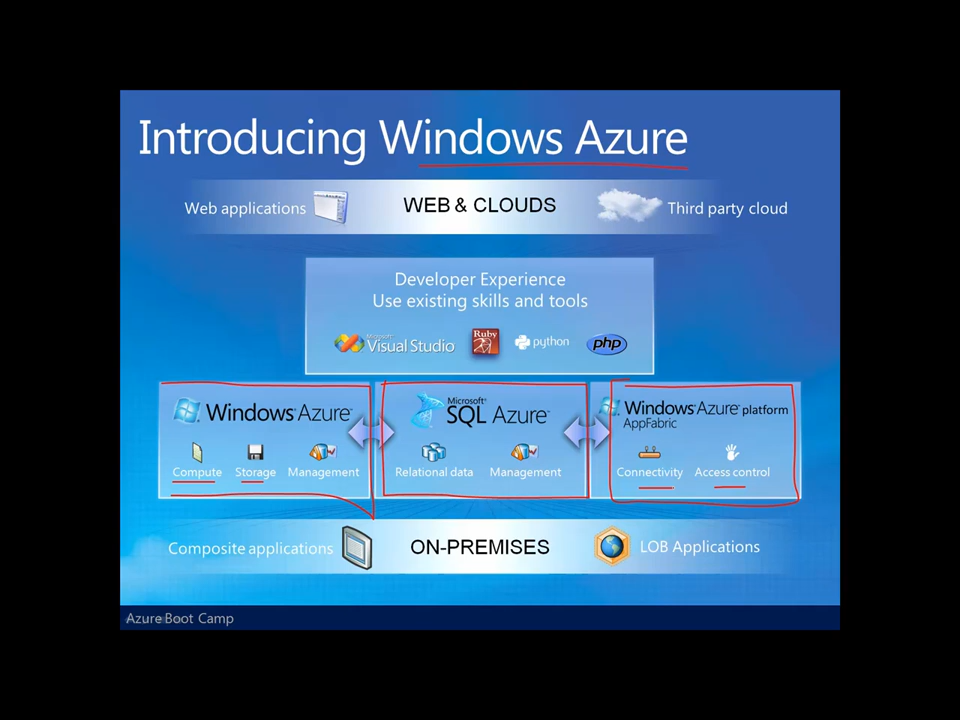 Introducing Windows Azure
Web applications
WEB & CLOUDS
Third party cloud
Developer Experience
Use existing skills and tools
Microsoft
Visual Studio
Ruby
python
php
Windows Azure
Compute Storage Management
Microsoft
SQL Azure
Relational data Management
Windows Azure platform
AppFabric
Connectivity Access control
Composite applications
ON-PREMISES
LOB Applications
Azure Boot Camp